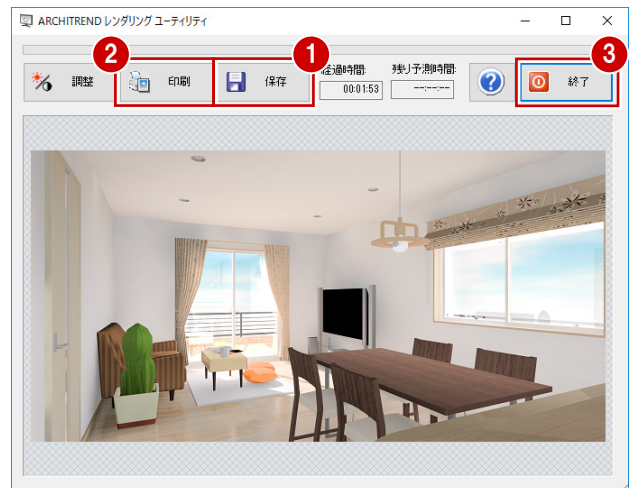 ARCHITREND レンダリング ユーティリティ
2
1
3
調整
印刷
保存
経過時間:
00:01:53
残り予測時間:
--:--:--
?
終了